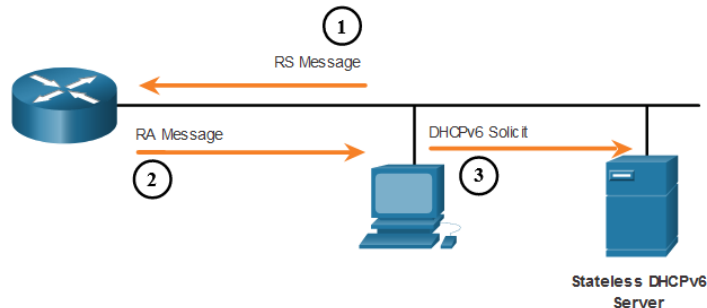 1
RS Message
RA Message
2
DHCPv6 Solicit
3
Stateless DHCPv6
Server